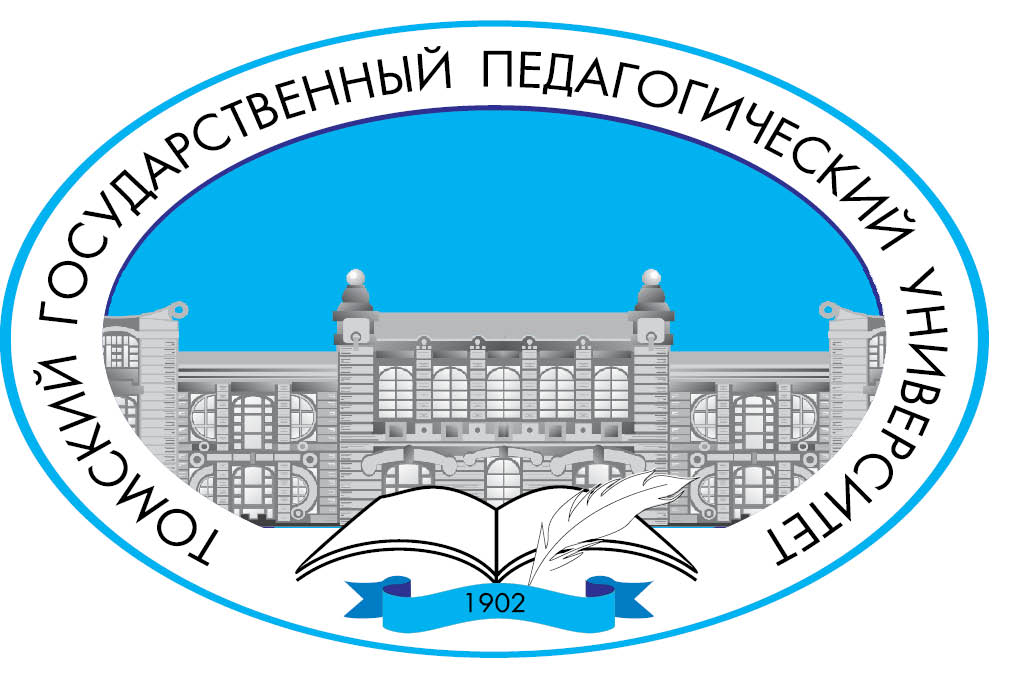 ТОМСКИЙ ГОСУДАРСТВЕННЫЙ ПЕДАГОГИЧЕСКИЙ УНИВЕРСИТЕТ
1902